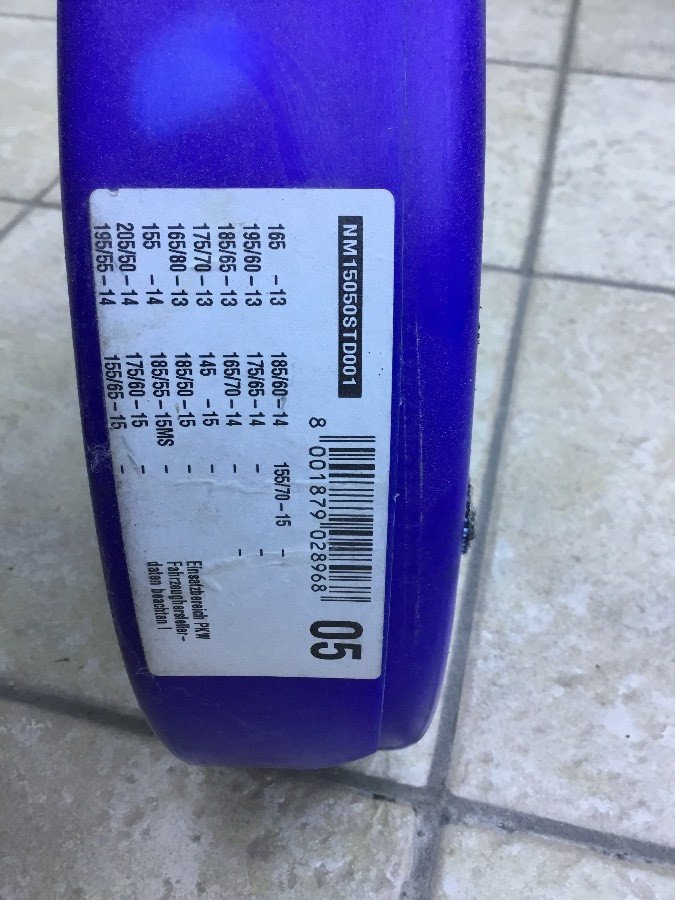 NM15050STD001
8 001879 028968
05
165 -13 185/60-14 155/70-15 -
195/60-13 175/65-14 - -
185/65-13 165/70-14 - -
175/70-13 145 -15 -
165/80-13 185/50-15 -
155 -14 185/55-15MS -
205/50-14 175/60-15 -
195/55-14 155/65-15 -
Einsatzbereich PKW
Fahrzeughersteller-
daten beachten !